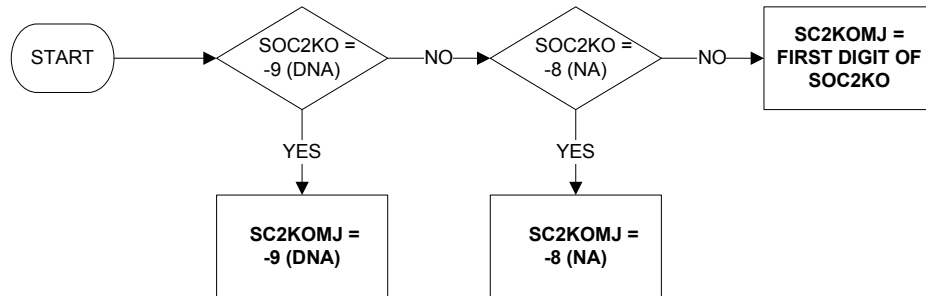 START
SOC2KO =
-9 (DNA)
NO
SOC2KO =
-8 (NA)
NO
SC2KOMJ =
FIRST DIGIT OF
SOC2KO
YES
YES
SC2KOMJ =
-9 (DNA)
SC2KOMJ =
-8 (NA)